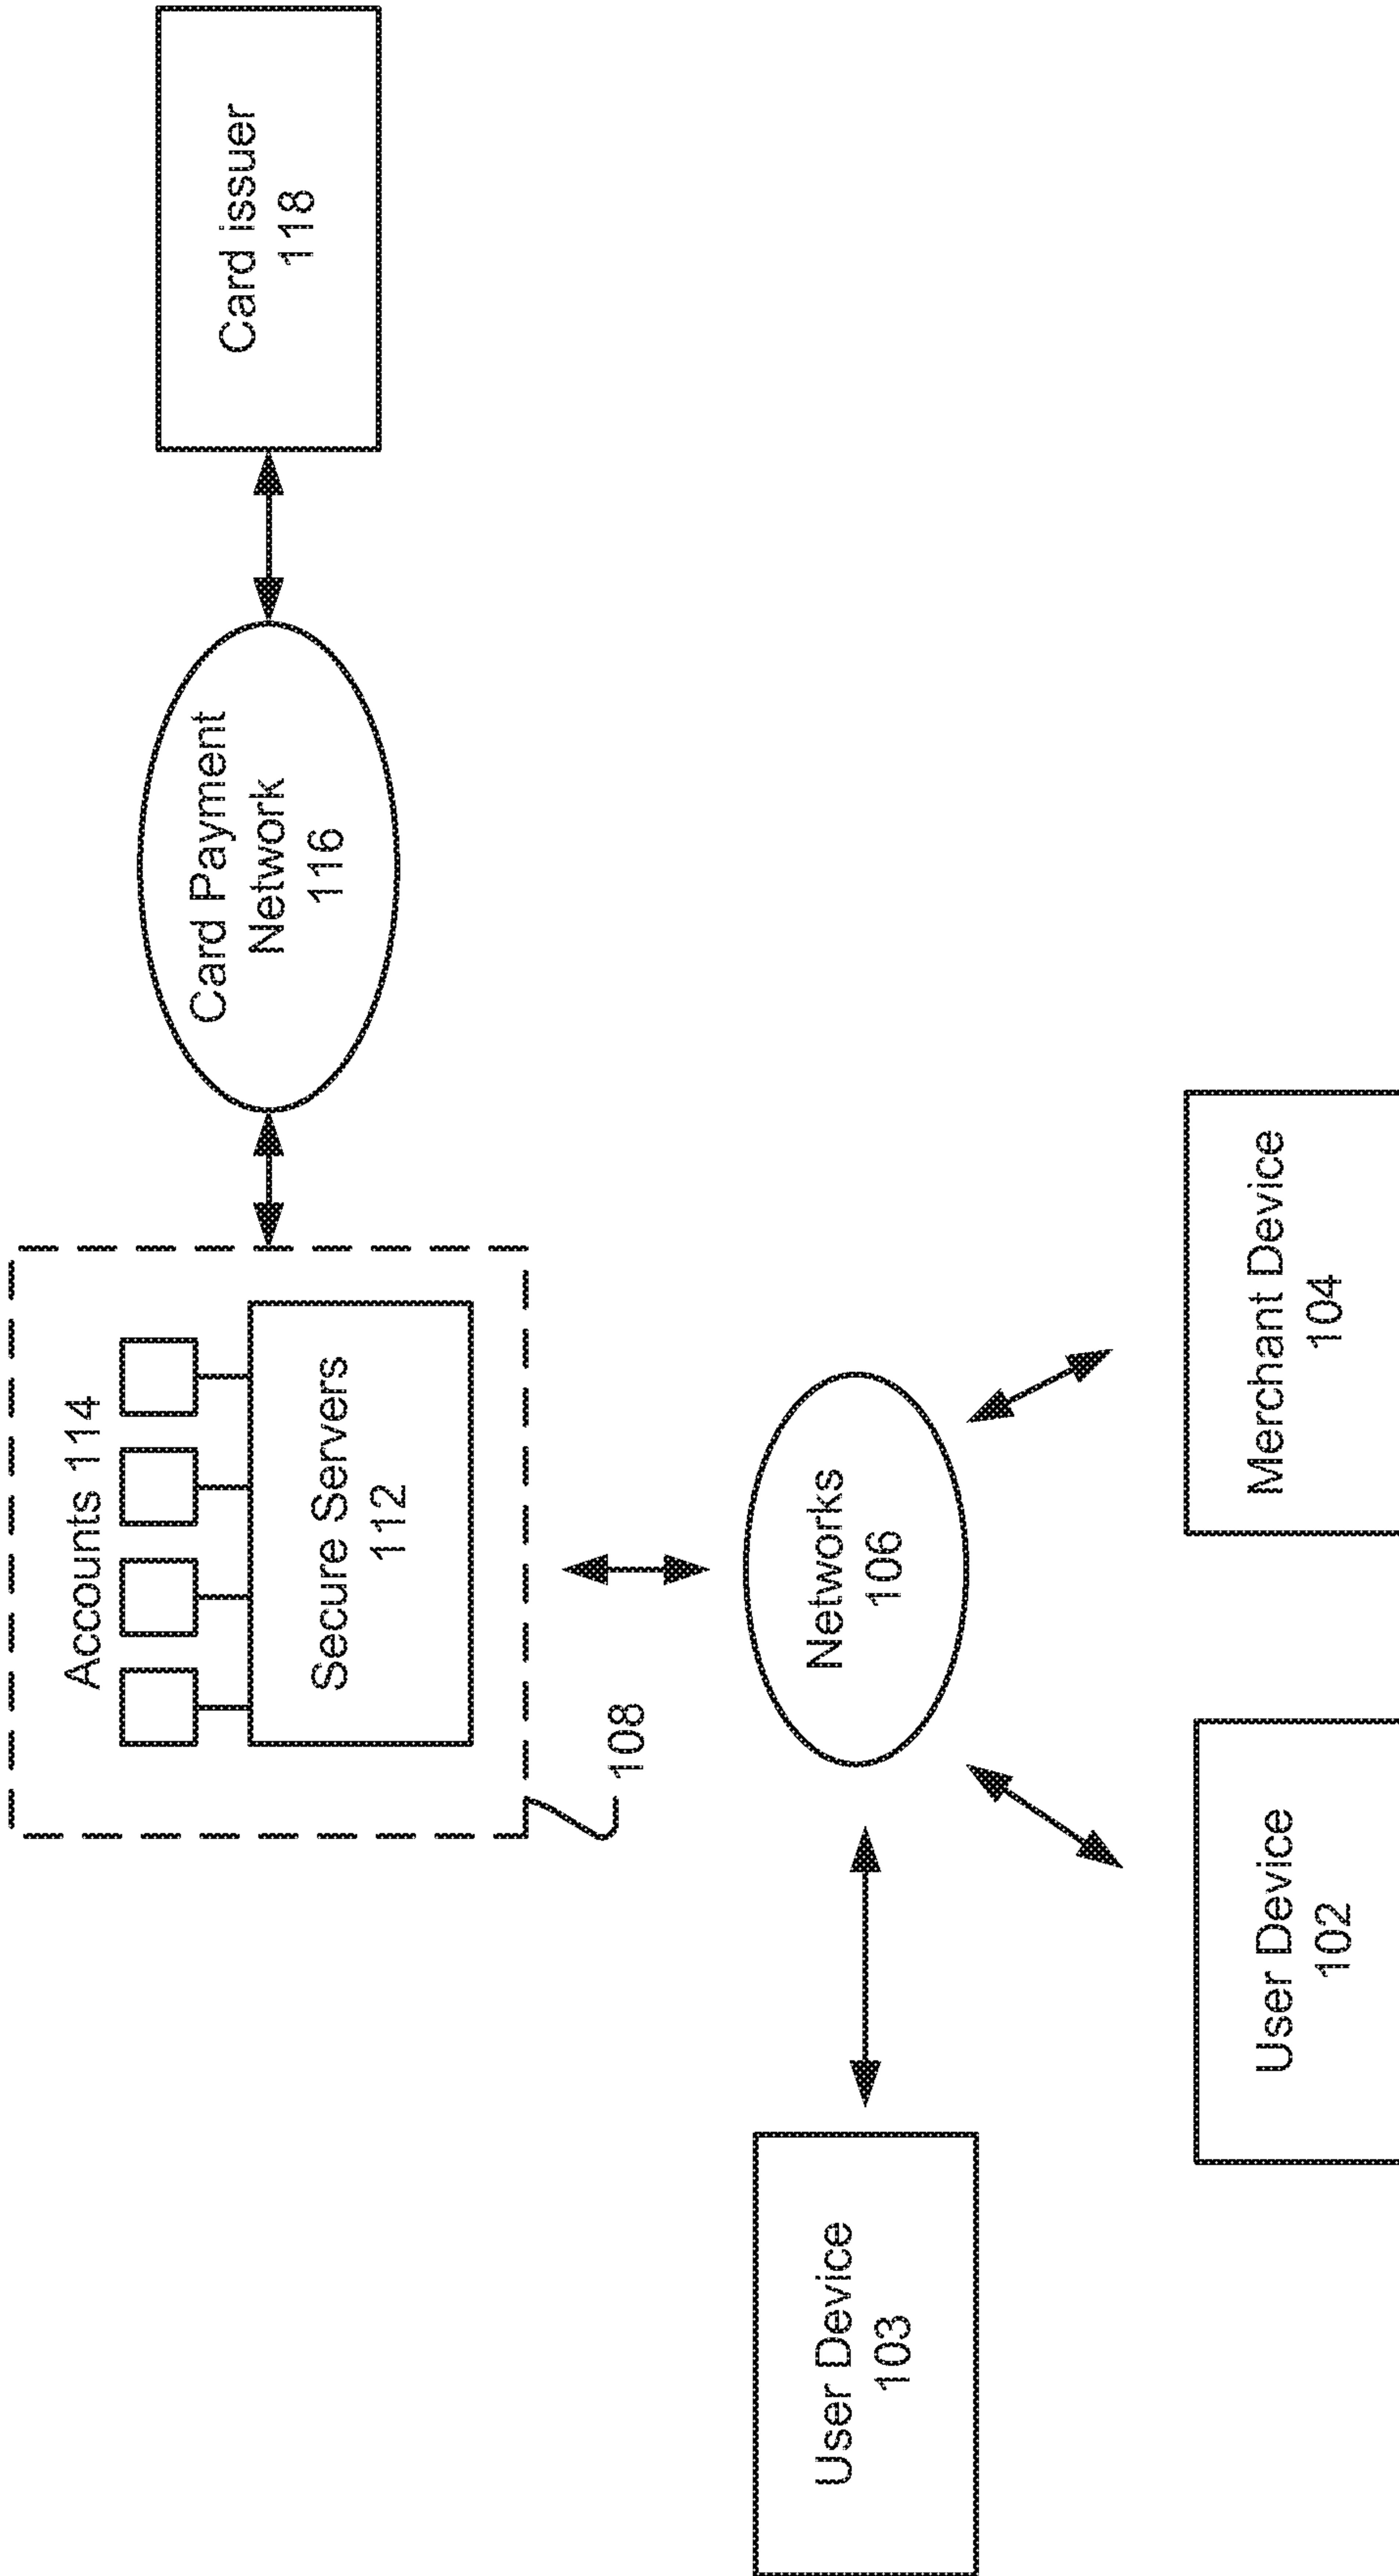 Accounts 114
Secure Servers
112
108
Card Payment
Network
116
Card issuer
118
User Device
103
Networks
106
User Device
102
Merchant Device
104